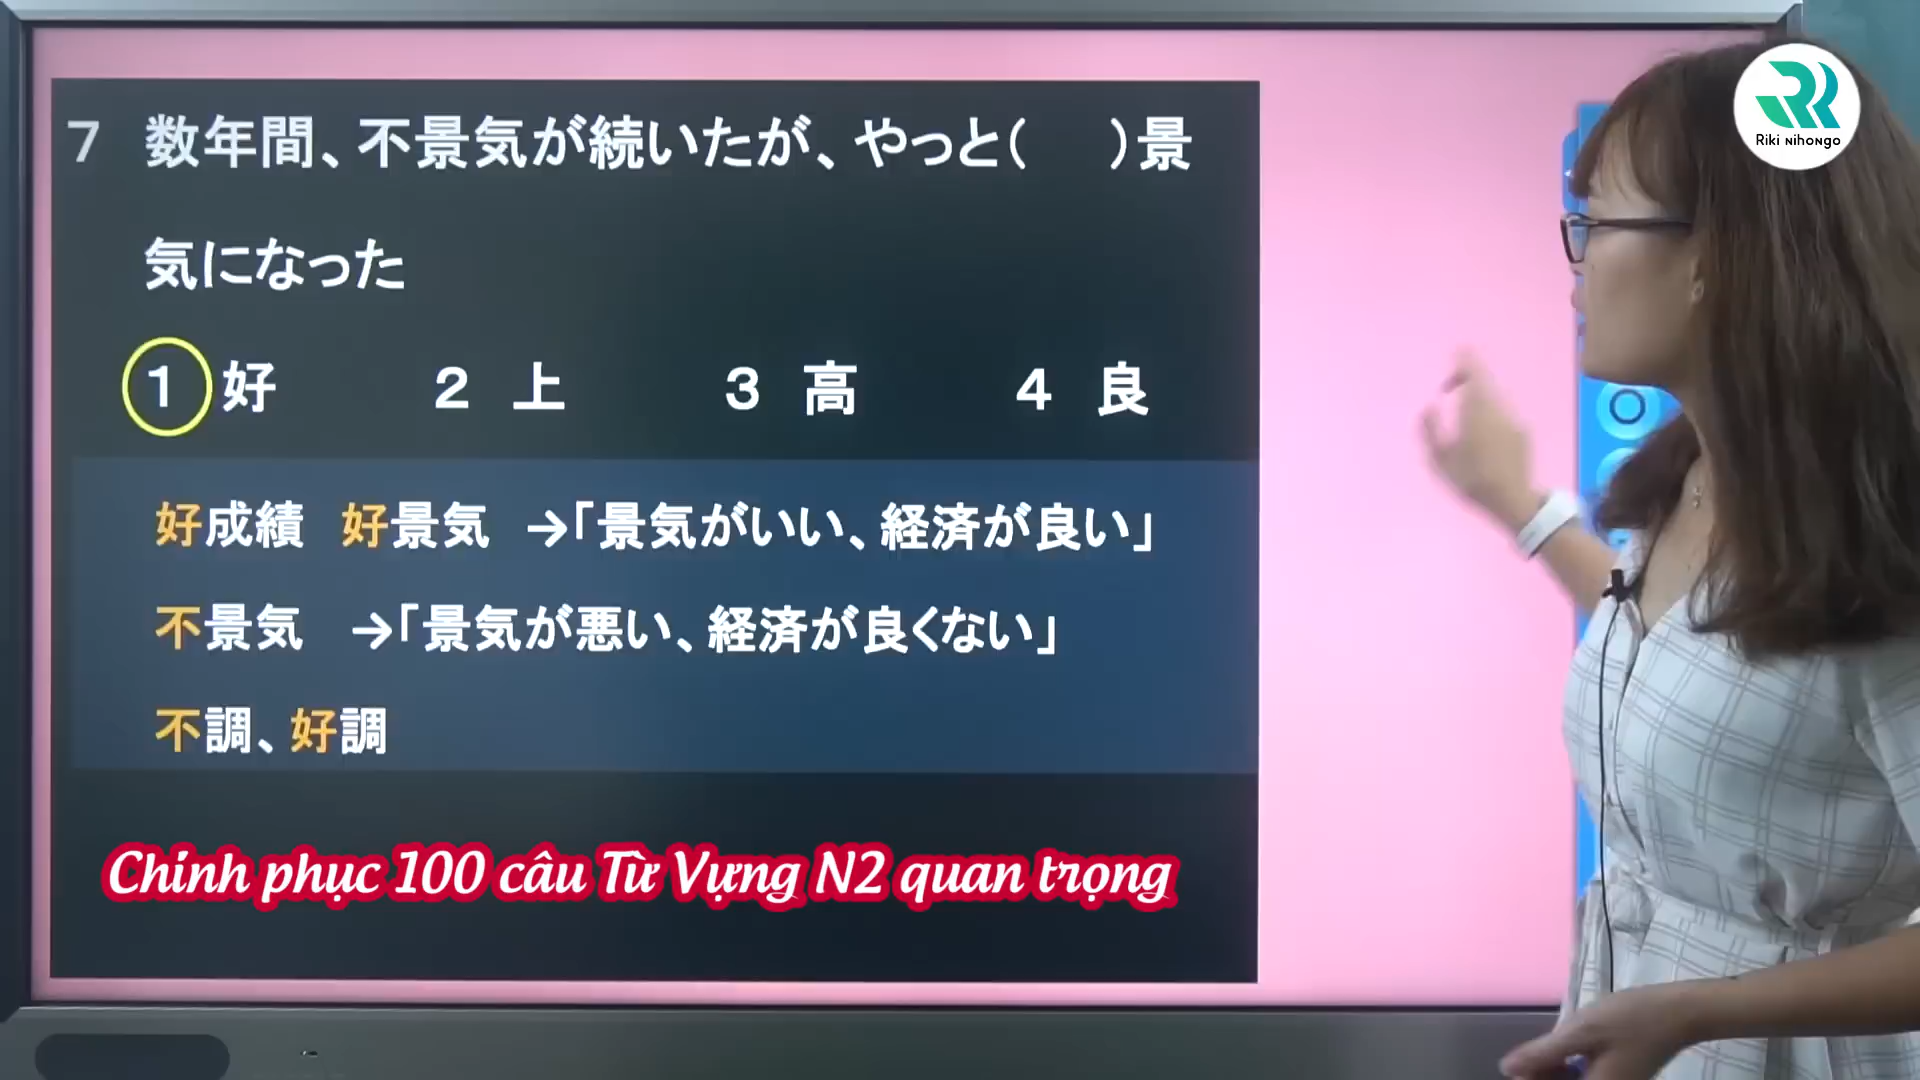 7 数年間、不景気が続いたが、やっと( )景
気になった
1 好 2 上 3 高 4 良
好成績 好景気 →「景気がいい、経済が良い」
不景気 →「景気が悪い、経済が良くない」
不調、好調
Chinh phục 100 câu Từ Vựng N2 quan trọng
Riki nihongo